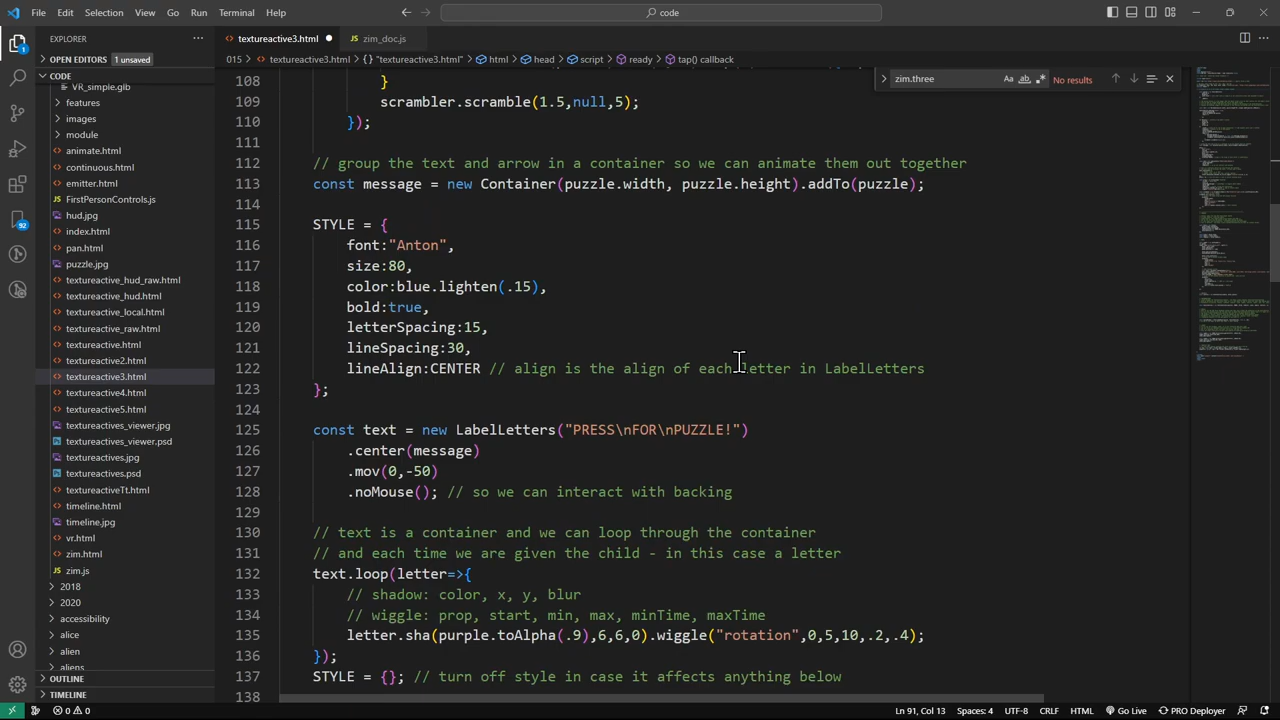 File Edit Selection View Go Run Terminal Help
code
EXPLORER
OPEN EDITORS 1 unsaved
CODE
VR_simple.glb
features
images
module
animate.html
continuous.html
emitter.html
FirstPersonControls.js
hud.jpg
index.html
pan.html
puzzle.jpg
textureactive_hud_raw.html
textureactive_hud.html
textureactive_local.html
textureactive_raw.html
textureactive.html
textureactive2.html
textureactive3.html
textureactive4.html
textureactive5.html
textureactives_viewer.jpg
textureactives_viewer.psd
textureactives.jpg
textureactives.psd
textureactiveTt.html
timeline.html
timeline.jpg
vr.html
zim.html
zim.js
2018
2020
accessibility
alice
alien
aliens
OUTLINE
TIMELINE
1
92
textureactive3.html
zim_doc.js
015 > textureactive3.html > {} "textureactive3.html" > html > head > script > ready > tap() callback
zim.three
Aa ab .* No results
108 }
109 scrambler.scramble(1.5,null,5);
110 });
111
112 // group the text and arrow in a container so we can animate them out together
113 const message = new Container(puzzle.width, puzzle.height).addTo(puzzle);
114
115 STYLE = {
116 font:"Anton",
117 size:80,
118 color:blue.lighten(.15),
119 bold:true,
120 letterSpacing:15,
121 lineSpacing:30,
122 lineAlign:CENTER // align is the align of each letter in LabelLetters
123 };
124
125 const text = new LabelLetters("PRESS\nFOR\nPUZZLE!")
126 .center(message)
127 .mov(0,-50)
128 .noMouse(); // so we can interact with backing
129
130 // text is a container and we can loop through the container
131 // and each time we are given the child - in this case a letter
132 text.loop(letter=>{
133 // shadow: color, x, y, blur
134 // wiggle: prop, start, min, max, minTime, maxTime
135 letter.sha(purple.toAlpha(.9),6,6,0).wiggle("rotation",0,5,10,.2,.4);
136 });
137 STYLE = {}; // turn off style in case it affects anything below
138
0 0 0
Ln 91, Col 13 Spaces: 4 UTF-8 CRLF HTML Go Live PRO Deployer